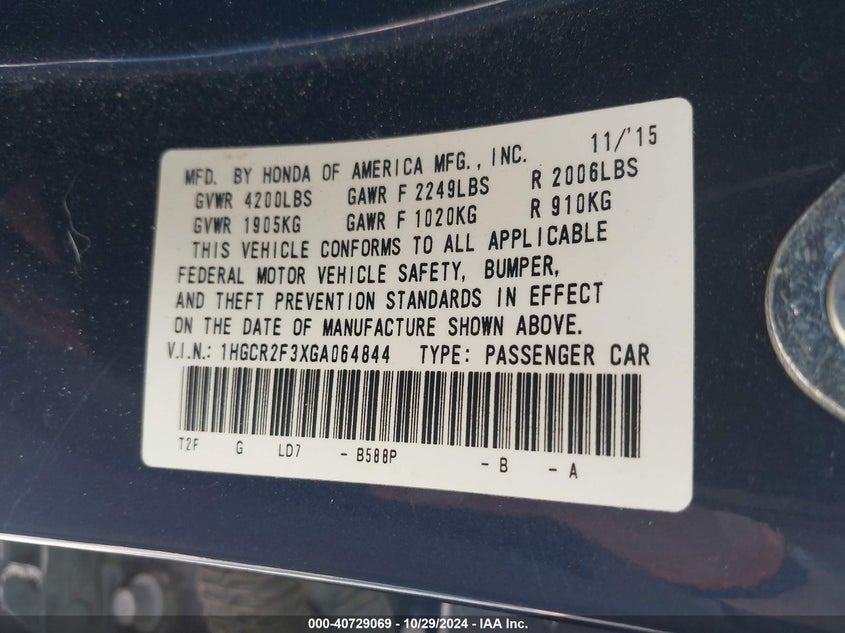 MFD. BY HONDA OF AMERICA MFG., INC. 11/'15
GVWR 4200LBS GAWR F 2249LBS R 2006LBS
GVWR 1905KG GAWR F 1020KG R 910KG
THIS VEHICLE CONFORMS TO ALL APPLICABLE
FEDERAL MOTOR VEHICLE SAFETY, BUMPER,
AND THEFT PREVENTION STANDARDS IN EFFECT
ON THE DATE OF MANUFACTURE SHOWN ABOVE.
V.I.N.: 1HGCR2F3XGA064844 TYPE: PASSENGER CAR
T2F G LD7 - B588P - B - A
000-40729069 - 10/29/2024 - IAA Inc.